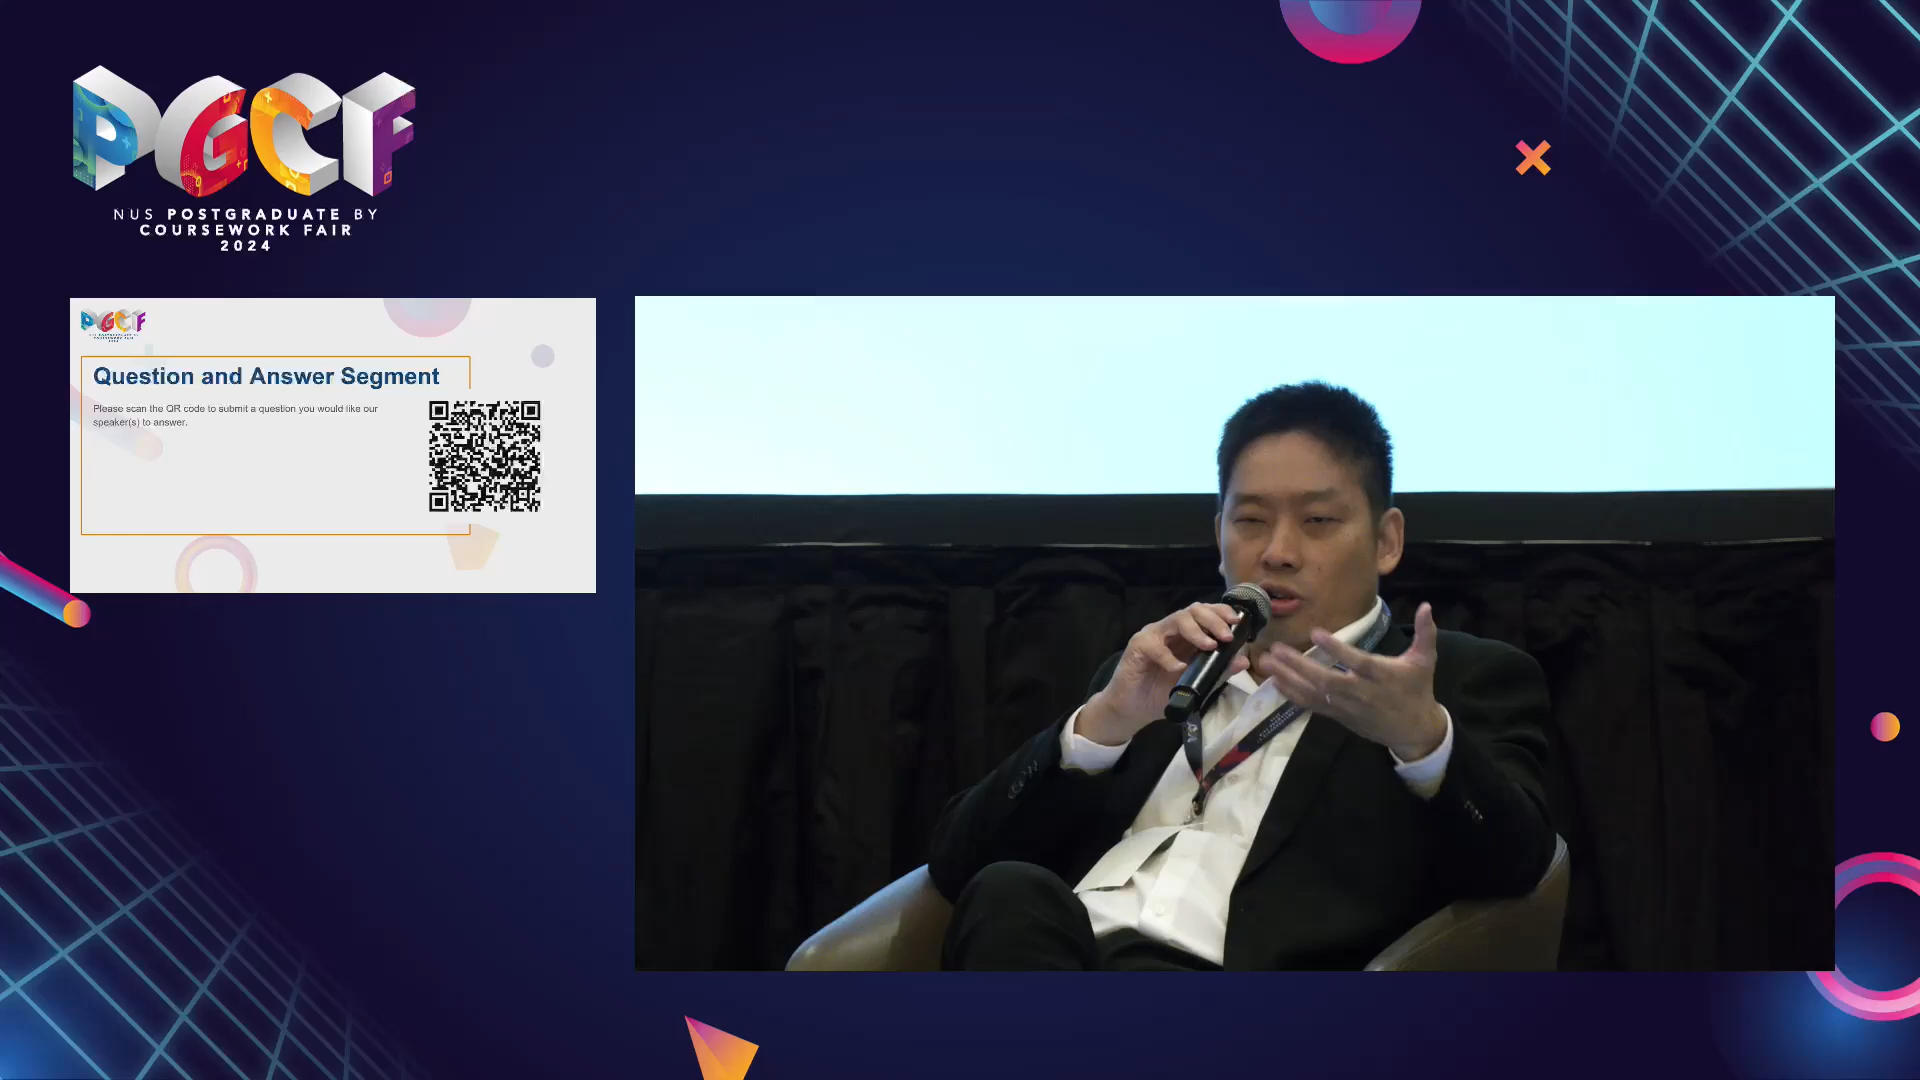 PGCF
NUS POSTGRADUATE BY
COURSEWORK FAIR
2024
PGCF
Question and Answer Segment
Please scan the QR code to submit a question you would like our
speaker(s) to answer.